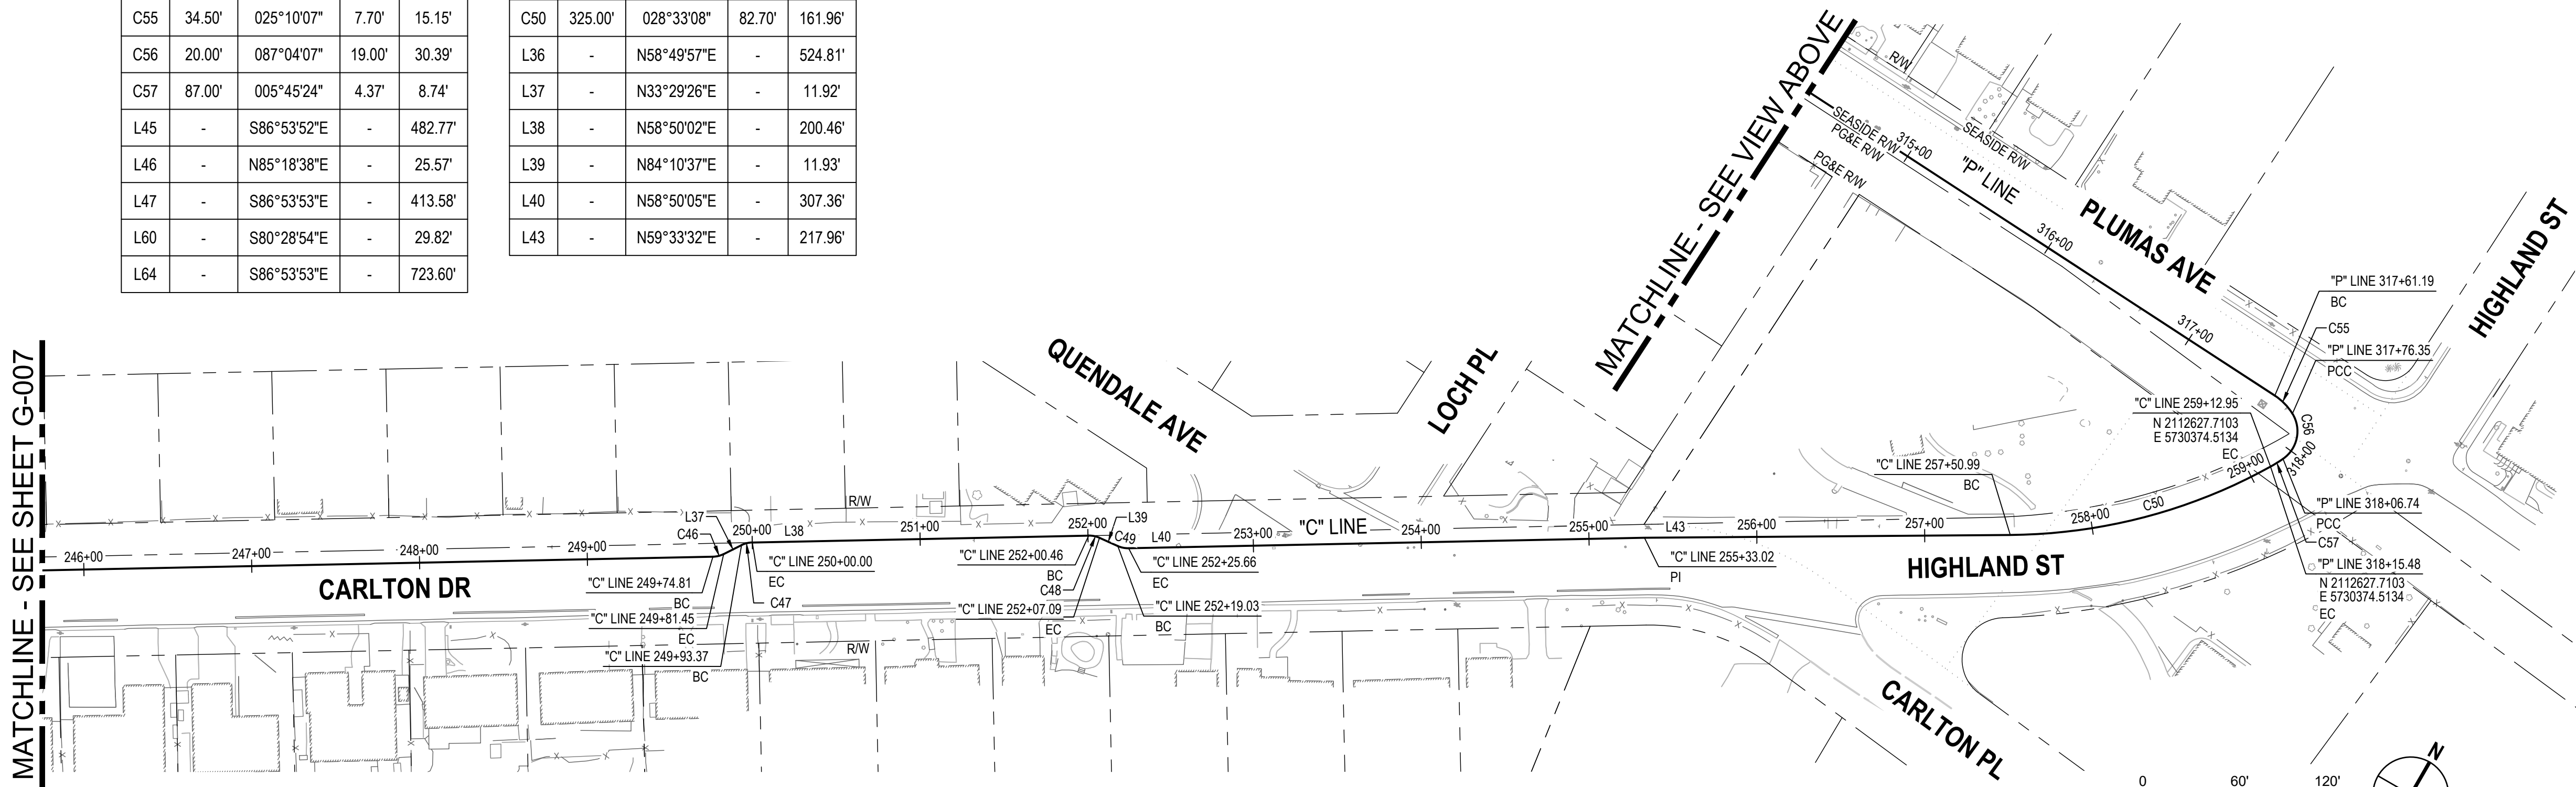 C55 34.50' 025°10'07" 7.70' 15.15'
C56 20.00' 087°04'07" 19.00' 30.39'
C57 87.00' 005°45'24" 4.37' 8.74'
L45 - S86°53'52"E - 482.77'
L46 - N85°18'38"E - 25.57'
L47 - S86°53'53"E - 413.58'
L60 - S80°28'54"E - 29.82'
L64 - S86°53'53"E - 723.60'
C50 325.00' 028°33'08" 82.70' 161.96'
L36 - N58°49'57"E - 524.81'
L37 - N33°29'26"E - 11.92'
L38 - N58°50'02"E - 200.46'
L39 - N84°10'37"E - 11.93'
L40 - N58°50'05"E - 307.36'
L43 - N59°33'32"E - 217.96'
MATCHLINE - SEE VIEW ABOVE
R/W
SEASIDE R/W
PG&E R/W
PG&E R/W
315+00
SEASIDE R/W
"P" LINE
316+00
PLUMAS AVE
317+00
HIGHLAND ST
"P" LINE 317+61.19
BC
C55
"P" LINE 317+76.35
PCC
C56
318+00
"C" LINE 259+12.95
N 2112627.7103
E 5730374.5134
EC
259+00
"P" LINE 318+06.74
PCC
C57
"P" LINE 318+15.48
N 2112627.7103
E 5730374.5134
EC
MATCHLINE - SEE SHEET G-007
246+00
247+00
248+00
249+00
CARLTON DR
L37
C46
250+00
L38
R/W
251+00
252+00
L39
C49
L40
253+00
"C" LINE
254+00
255+00
L43
256+00
257+00
258+00
C50
QUENDALE AVE
LOCH PL
"C" LINE 257+50.99
BC
"C" LINE 249+74.81
BC
"C" LINE 249+81.45
EC
"C" LINE 249+93.37
BC
"C" LINE 250+00.00
EC
C47
"C" LINE 252+00.46
BC
C48
"C" LINE 252+07.09
EC
"C" LINE 252+25.66
EC
"C" LINE 252+19.03
BC
"C" LINE 255+33.02
PI
HIGHLAND ST
R/W
CARLTON PL
N
0 60' 120'